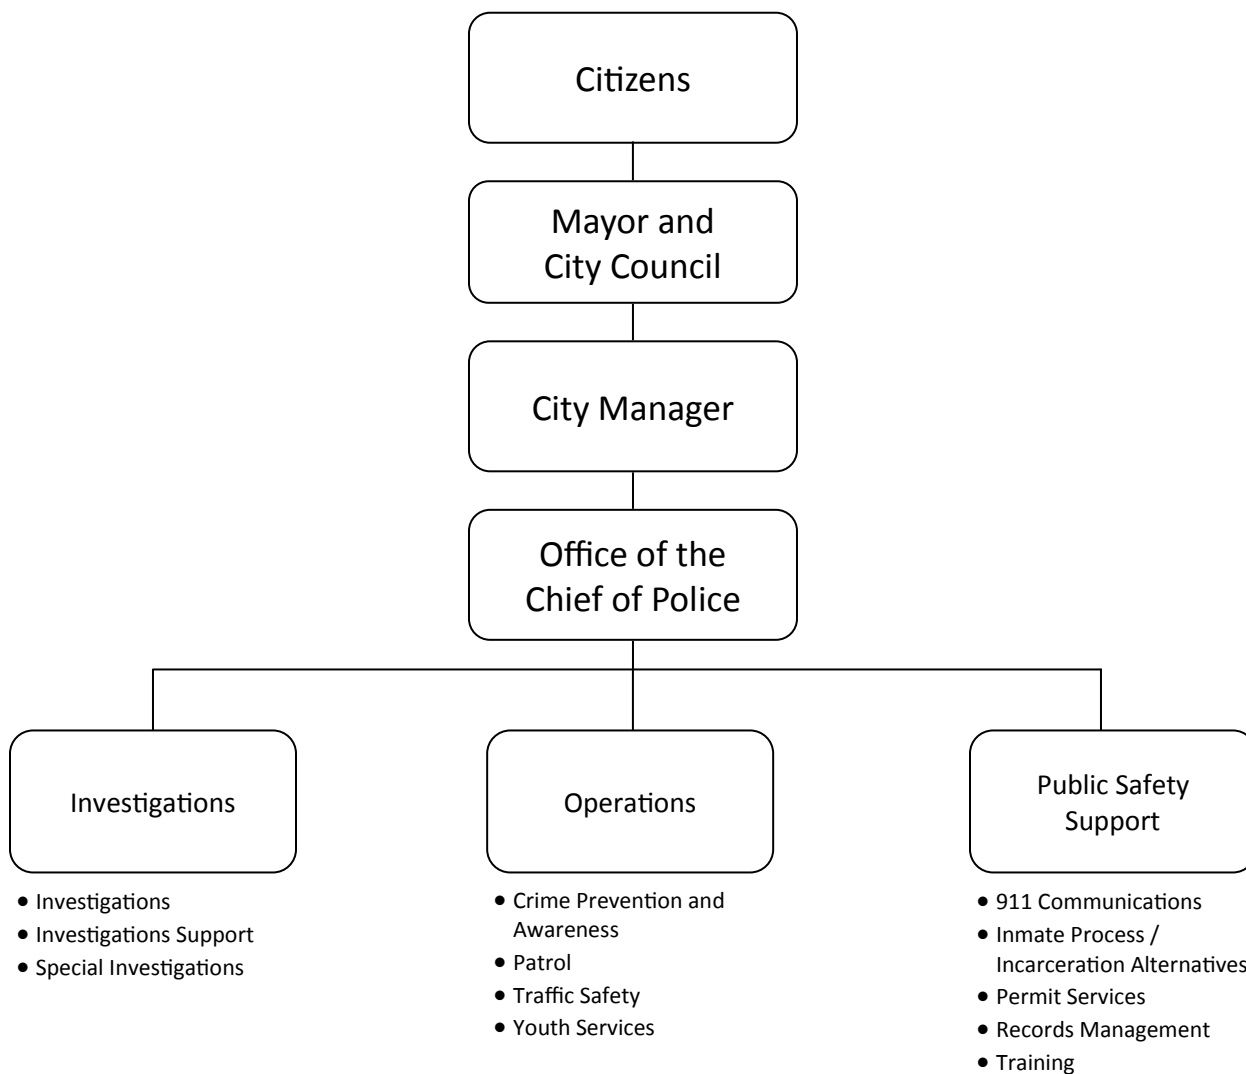 Citizens
Mayor and
City Council
City Manager
Office of the
Chief of Police
Investigations
Operations
Public Safety
Support
• Investigations
• Investigations Support
• Special Investigations
• Crime Prevention and
Awareness
• Patrol
• Traffic Safety
• Youth Services
• 911 Communications
• Inmate Process /
Incarceration Alternatives
• Permit Services
• Records Management
• Training